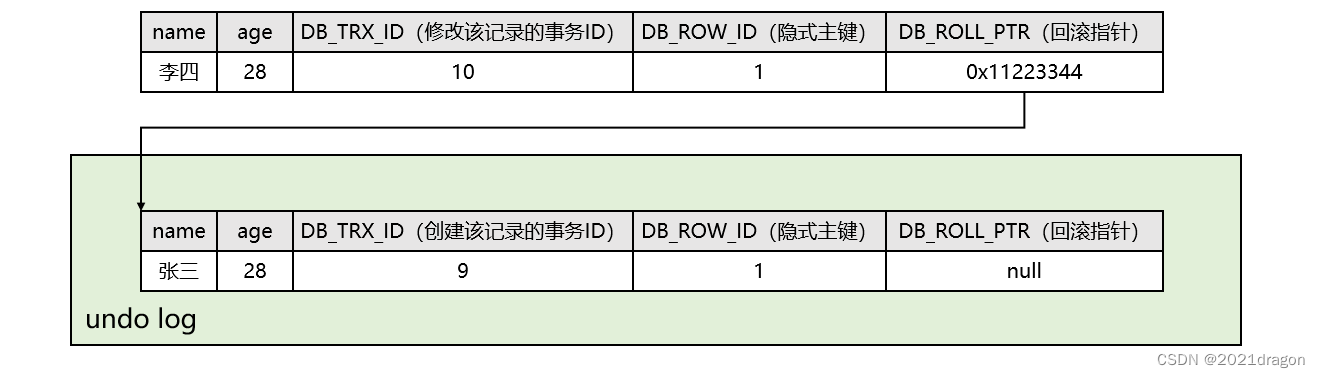 name age DB_TRX_ID（修改该记录的事务ID） DB_ROW_ID（隐式主键） DB_ROLL_PTR（回滚指针）
李四 28 10 1 0x11223344
name age DB_TRX_ID（创建该记录的事务ID） DB_ROW_ID（隐式主键） DB_ROLL_PTR（回滚指针）
张三 28 9 1 null
undo log
CSDN @2021dragon